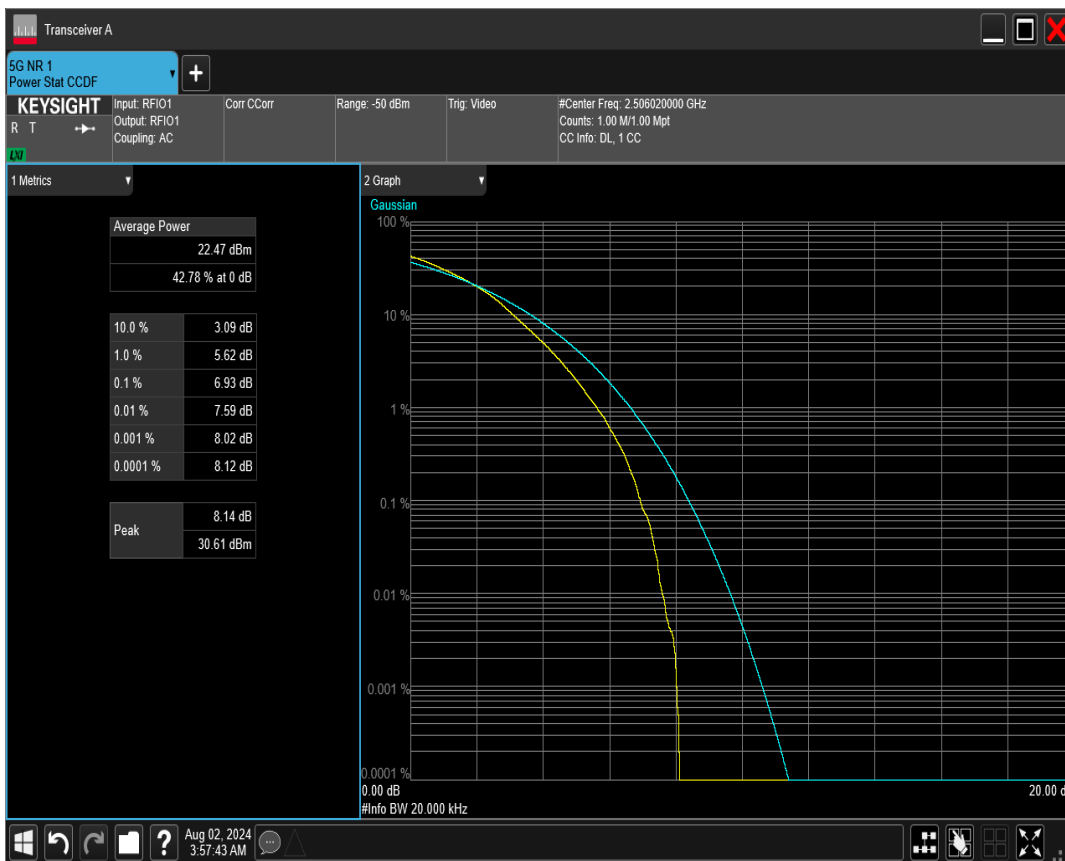 Transceiver A
5G NR 1
Power Stat CCDF
KEYSIGHT
R T
LXI
Input: RFIO1
Output: RFIO1
Coupling: AC
Corr CCorr
Range: -50 dBm
Trig: Video
#Center Freq: 2.506020000 GHz
Counts: 1.00 M/1.00 Mpt
CC Info: DL, 1 CC
1 Metrics
Average Power
22.47 dBm
42.78 % at 0 dB
10.0 % 3.09 dB
1.0 % 5.62 dB
0.1 % 6.93 dB
0.01 % 7.59 dB
0.001 % 8.02 dB
0.0001 % 8.12 dB
Peak 8.14 dB
30.61 dBm
2 Graph
Gaussian
100 %
10 %
1 %
0.1 %
0.01 %
0.001 %
0.0001 %
0.00 dB
20.00 d
#Info BW 20.000 kHz
?
Aug 02, 2024
3:57:43 AM